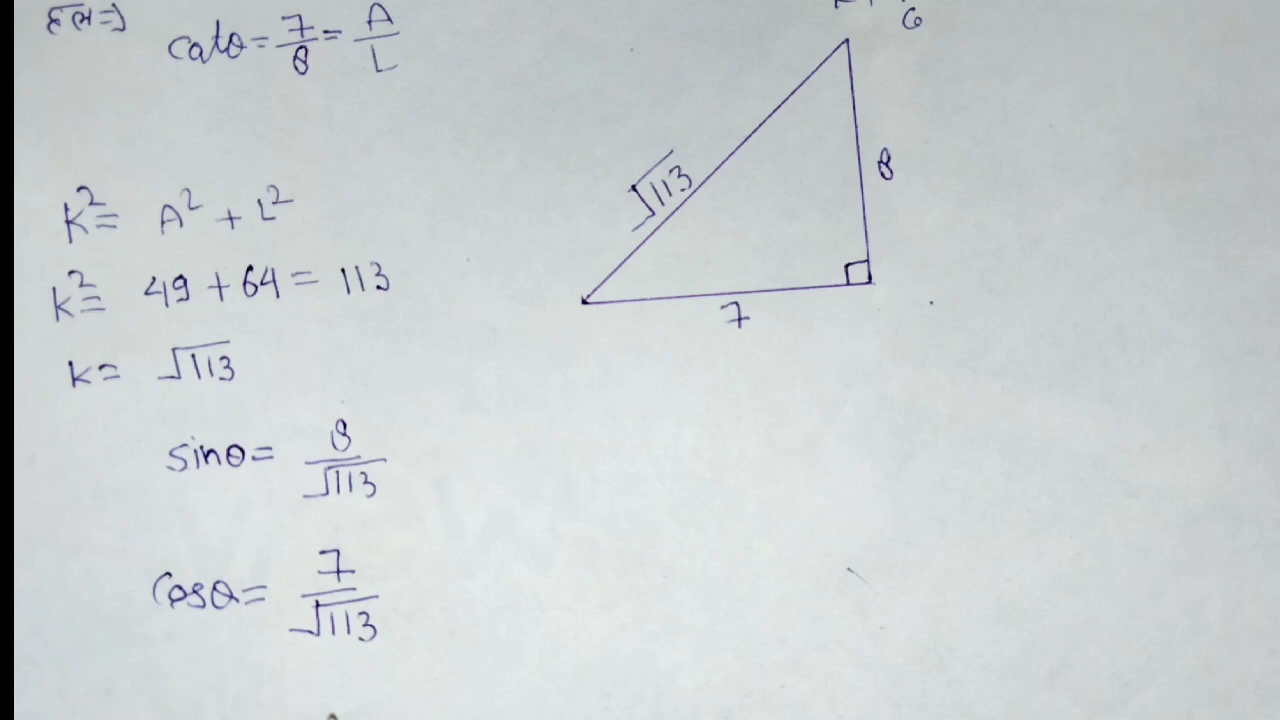 हल⇒
cotθ = 7/8 = A/L
K² = A² + L²
K² = 49 + 64 = 113
k = √113
sinθ = 8/√113
cosθ = 7/√113
√113
8
7